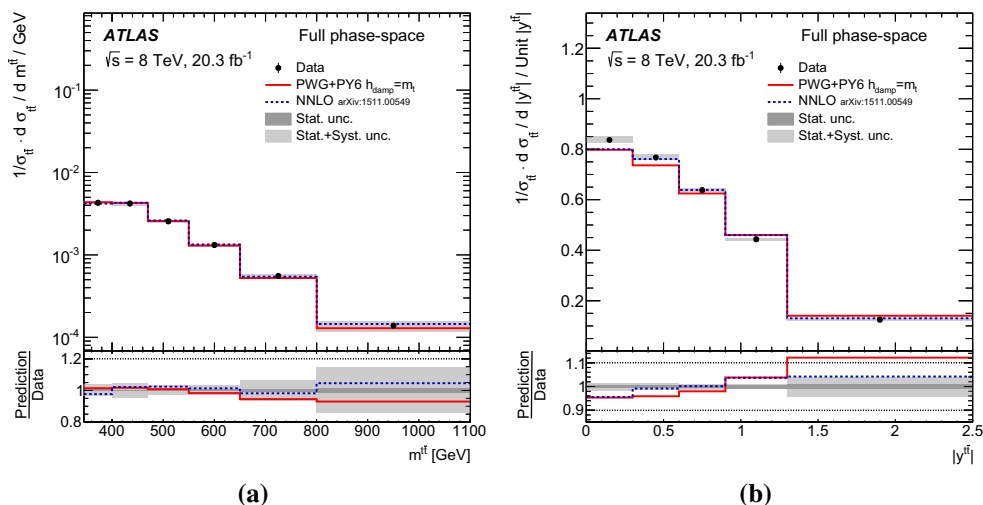 ATLAS Full phase-space
√s = 8 TeV, 20.3 fb⁻¹
Data
PWG+PY6 h_damp=m_t
NNLO arXiv:1511.00549
Stat. unc.
Stat.+Syst. unc.
1/σ_tt̄ · d σ_tt̄ / d m^tt̄ / GeV
10⁻¹
10⁻²
10⁻³
10⁻⁴
Prediction
Data
1.2
1
0.8
400 500 600 700 800 900 1000 1100
m^tt̄ [GeV]
(a)
ATLAS Full phase-space
√s = 8 TeV, 20.3 fb⁻¹
Data
PWG+PY6 h_damp=m_t
NNLO arXiv:1511.00549
Stat. unc.
Stat.+Syst. unc.
1/σ_tt̄ · d σ_tt̄ / d |y^tt̄| / Unit |y^tt̄|
1.2
1.0
0.8
0.6
0.4
0.2
Prediction
Data
1.1
1
0.9
0 0.5 1 1.5 2 2.5
|y^tt̄|
(b)